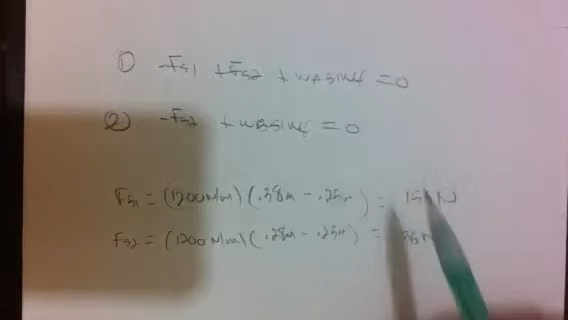 1) -Fs1 + Fs2 + WA sinφ = 0
2) -Fs2 + WB sinφ = 0
Fs1 = (1200 N/m)(.38m - .25m) =
Fs2 = (1200 N/m)(.28m - .25m) = 36N